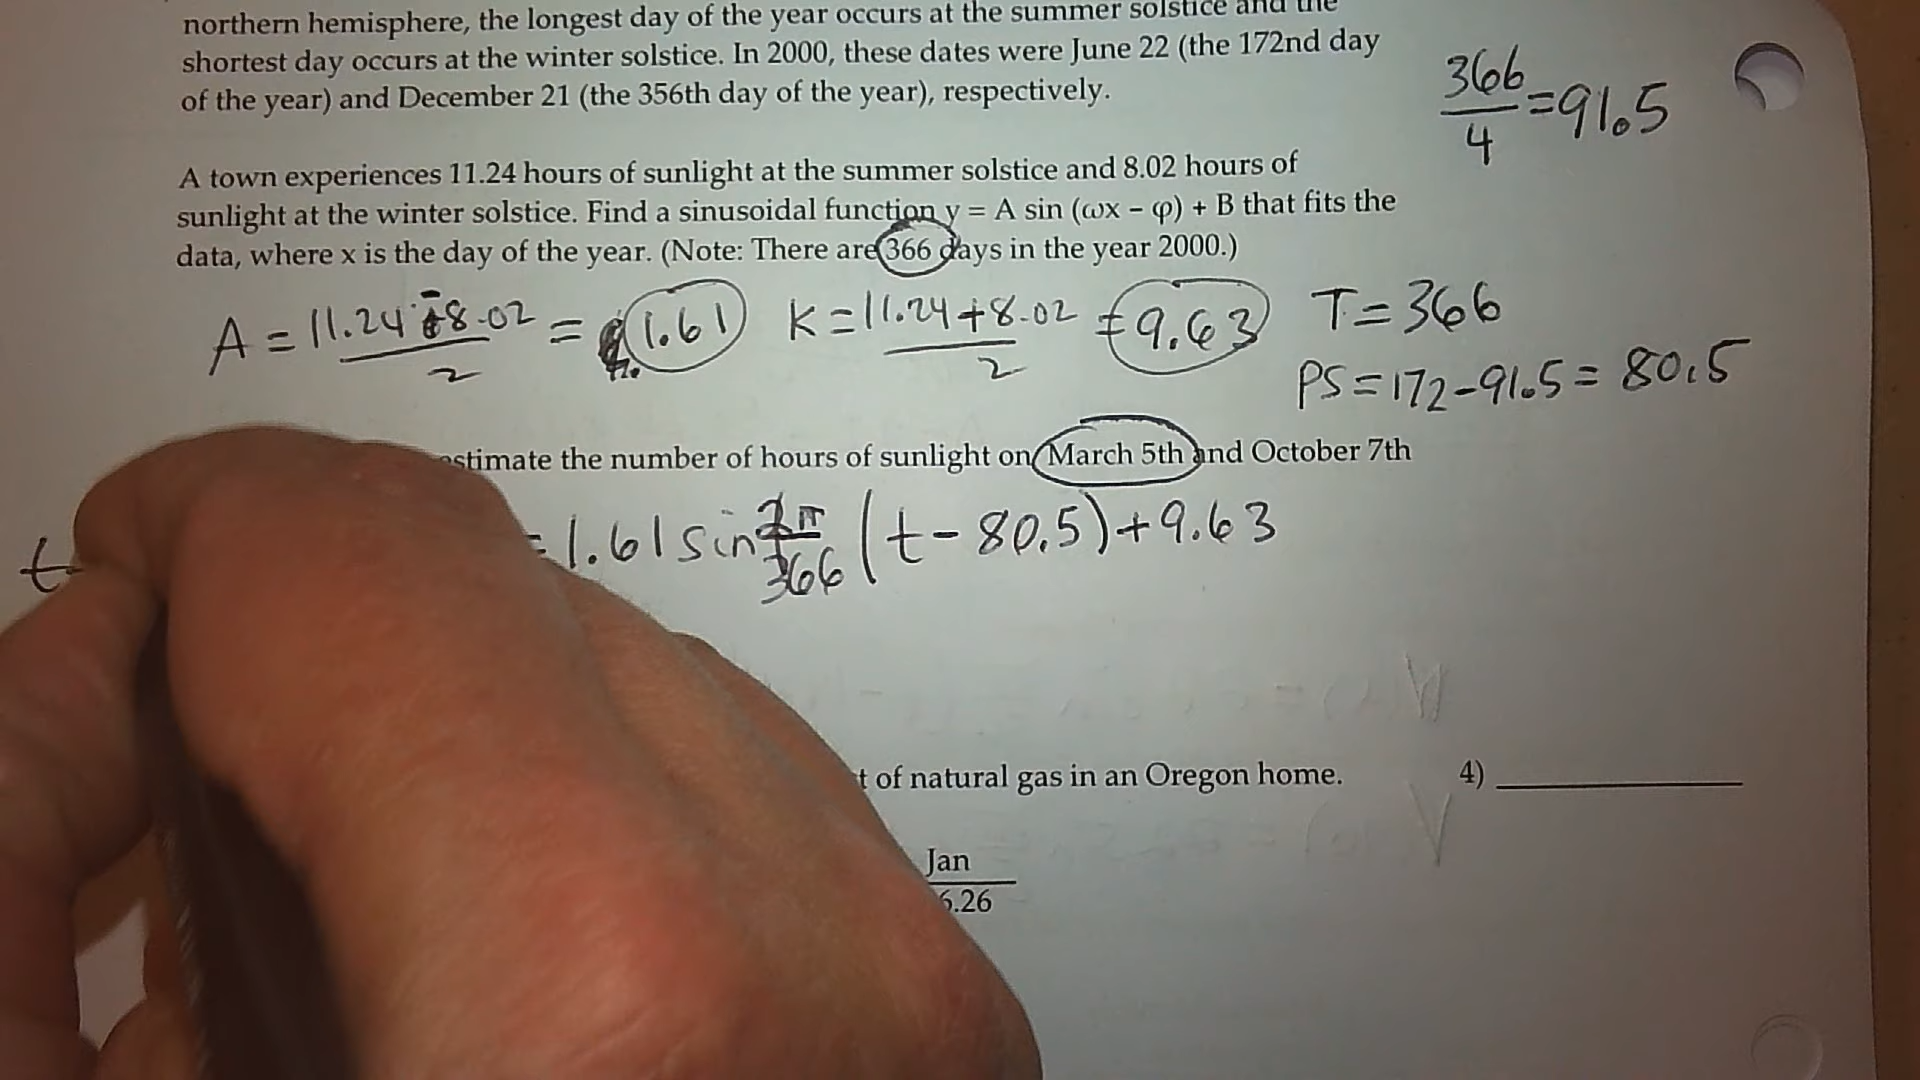 northern hemisphere, the longest day of the year occurs at the summer solstice and the
shortest day occurs at the winter solstice. In 2000, these dates were June 22 (the 172nd day
of the year) and December 21 (the 356th day of the year), respectively.
366/4 = 91.5
A town experiences 11.24 hours of sunlight at the summer solstice and 8.02 hours of
sunlight at the winter solstice. Find a sinusoidal function y = A sin (ωx – φ) + B that fits the
data, where x is the day of the year. (Note: There are 366 days in the year 2000.)
A = 11.24 - 8.02 / 2 = 1.61 K = 11.24 + 8.02 / 2 = 9.63 T = 366
PS = 172 - 91.5 = 80.5
estimate the number of hours of sunlight on March 5th and October 7th
t = 1.61 sin 2π/366 (t - 80.5) + 9.63
of natural gas in an Oregon home. 4)
Jan
6.26